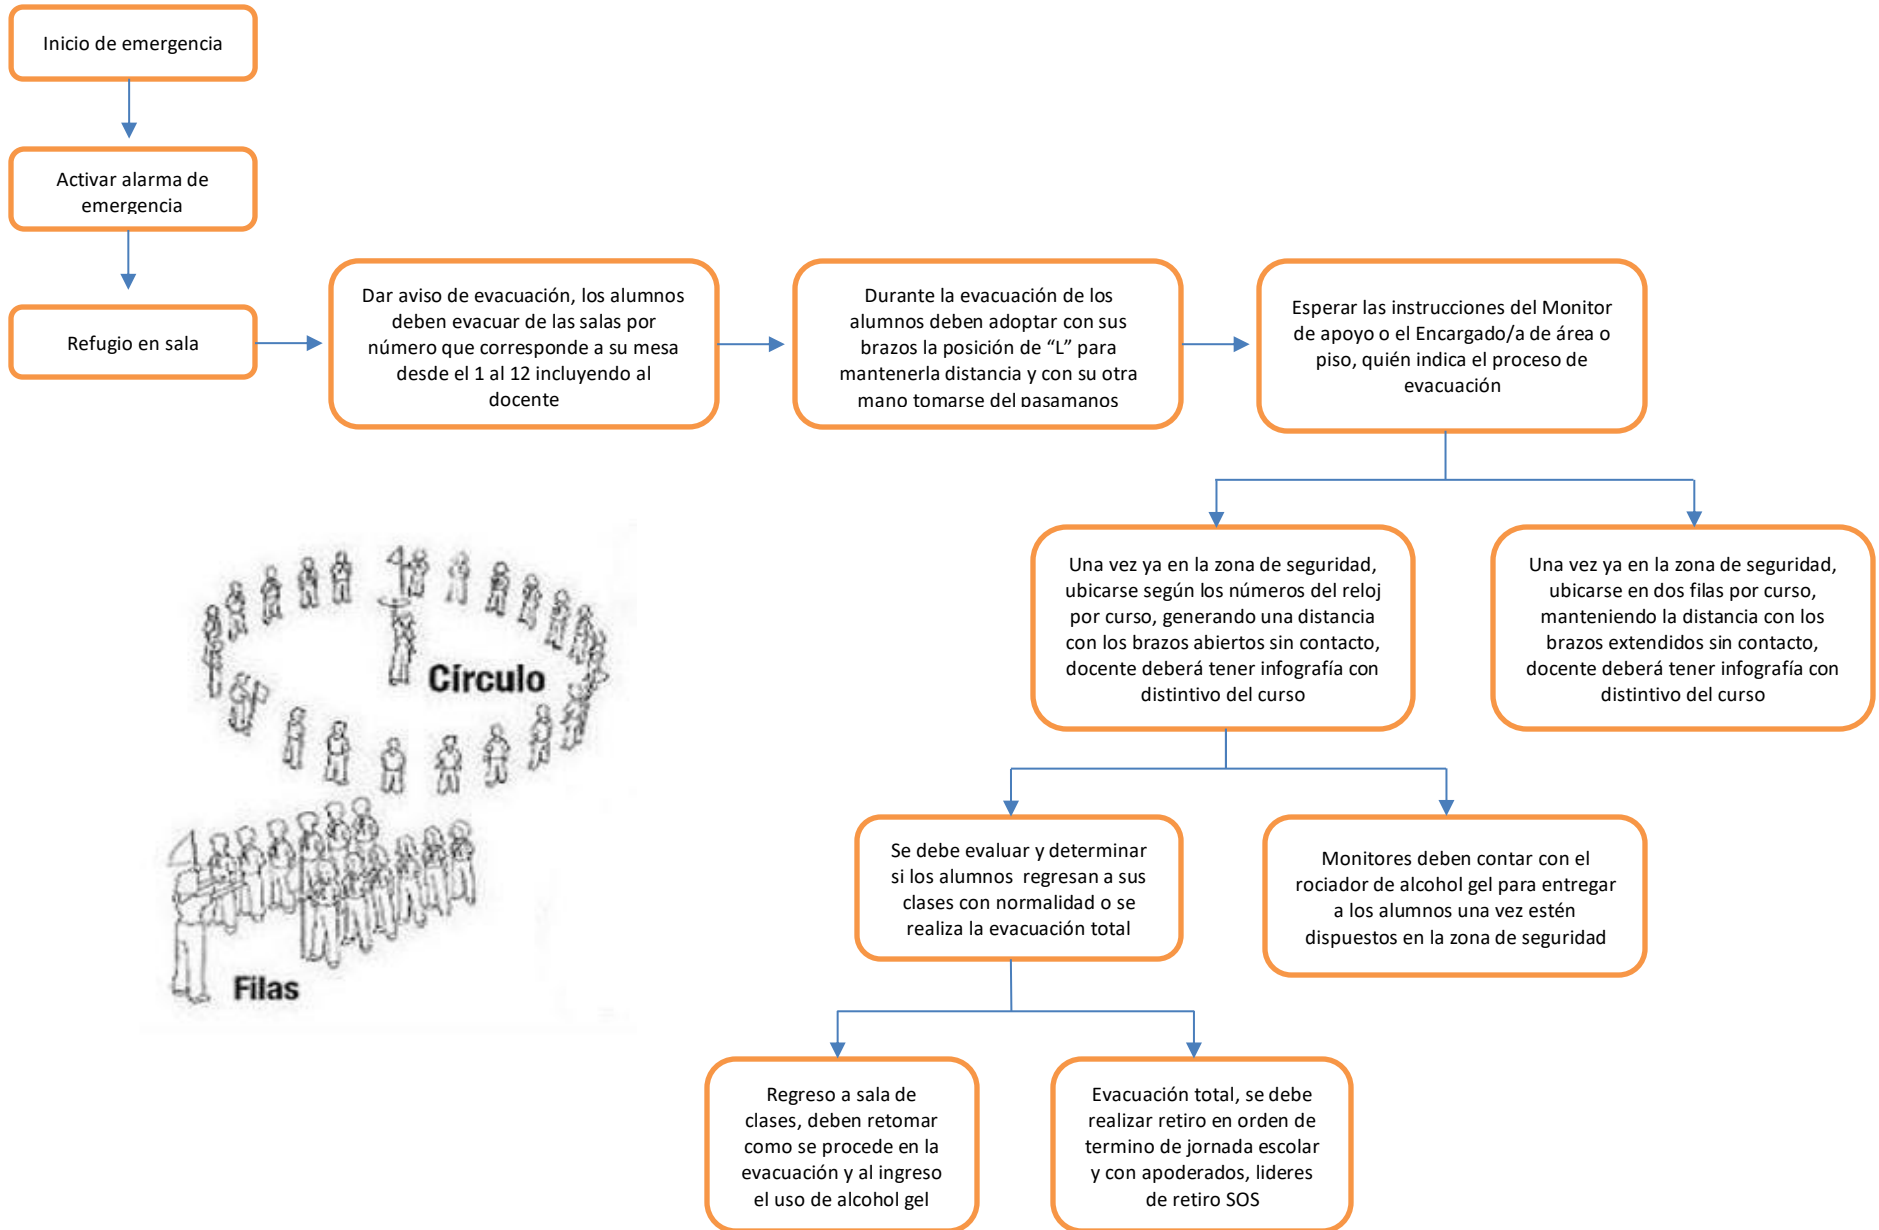 Inicio de emergencia
Activar alarma de
emergencia
Refugio en sala
Dar aviso de evacuación, los alumnos
deben evacuar de las salas por
número que corresponde a su mesa
desde el 1 al 12 incluyendo al
docente
Durante la evacuación de los
alumnos deben adoptar con sus
brazos la posición de “L” para
mantenerla distancia y con su otra
mano tomarse del pasamanos
Esperar las instrucciones del Monitor
de apoyo o el Encargado/a de área o
piso, quién indica el proceso de
evacuación
Una vez ya en la zona de seguridad,
ubicarse según los números del reloj
por curso, generando una distancia
con los brazos abiertos sin contacto,
docente deberá tener infografía con
distintivo del curso
Una vez ya en la zona de seguridad,
ubicarse en dos filas por curso,
manteniendo la distancia con los
brazos extendidos sin contacto,
docente deberá tener infografía con
distintivo del curso
Círculo
Filas
Se debe evaluar y determinar
si los alumnos  regresan a sus
clases con normalidad o se
realiza la evacuación total
Monitores deben contar con el
rociador de alcohol gel para entregar
a los alumnos una vez estén
dispuestos en la zona de seguridad
Regreso a sala de
clases, deben retomar
como se procede en la
evacuación y al ingreso
el uso de alcohol gel
Evacuación total, se debe
realizar retiro en orden de
termino de jornada escolar
y con apoderados, lideres
de retiro SOS